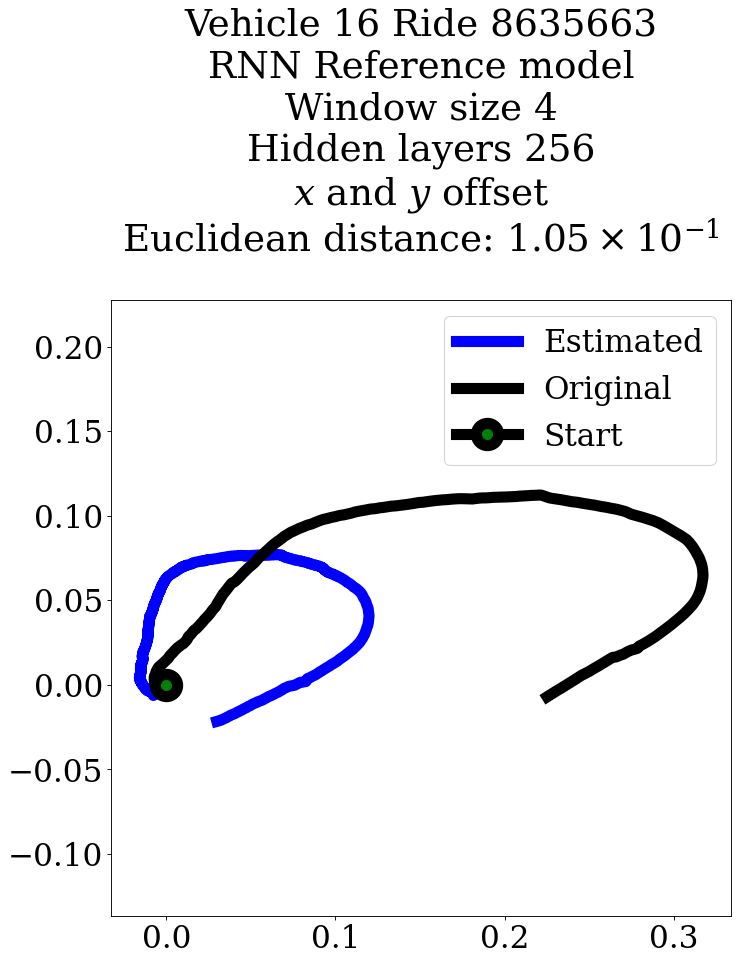 Vehicle 16 Ride 8635663
RNN Reference model
Window size 4
Hidden layers 256
x and y offset
Euclidean distance: 1.05 × 10⁻¹
Estimated
Original
Start
0.20
0.15
0.10
0.05
0.00
−0.05
−0.10
0.0 0.1 0.2 0.3